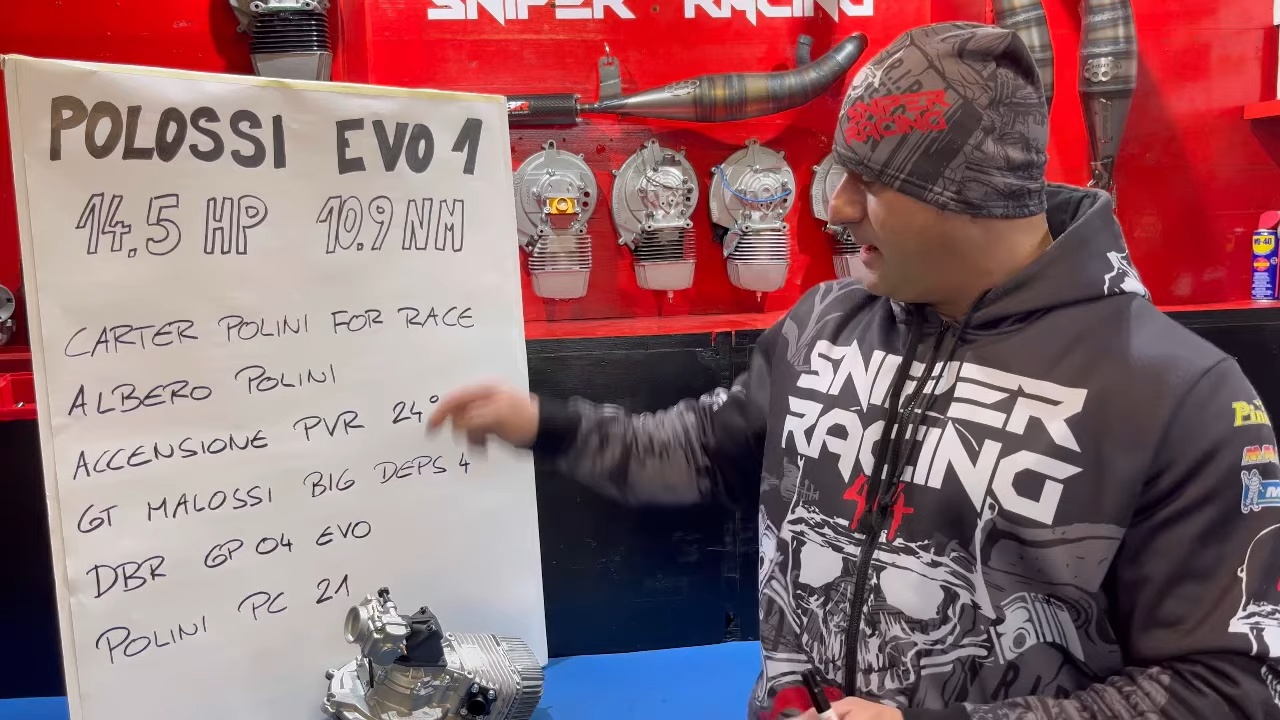 SNIPER RACING
POLOSSI EVO 1
14.5 HP 10.9 NM
CARTER POLINI FOR RACE
ALBERO POLINI
ACCENSIONE PVR 24°
GT MALOSSI BIG DEPS 4
DBR GP 04 EVO
POLINI PC 21
SNIPER
RACING
SNIPER
RACING
44
WD-40